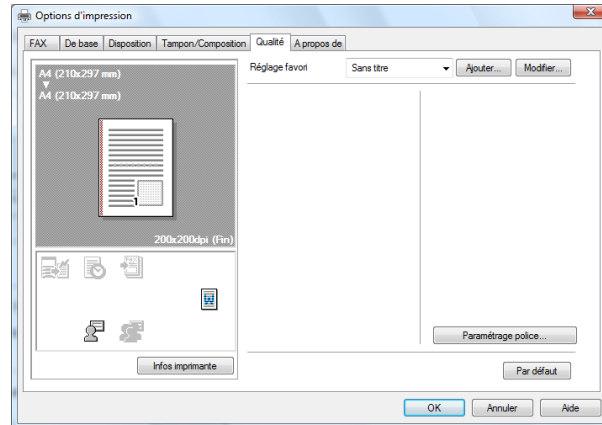 Options d'impression
FAX De base Disposition Tampon/Composition Qualité A propos de
A4 (210x297 mm)
A4 (210x297 mm)
1
200x200dpi (Fin)
Infos imprimante
Réglage favori Sans titre Ajouter... Modifier...
Paramétrage police...
Par défaut
OK Annuler Aide